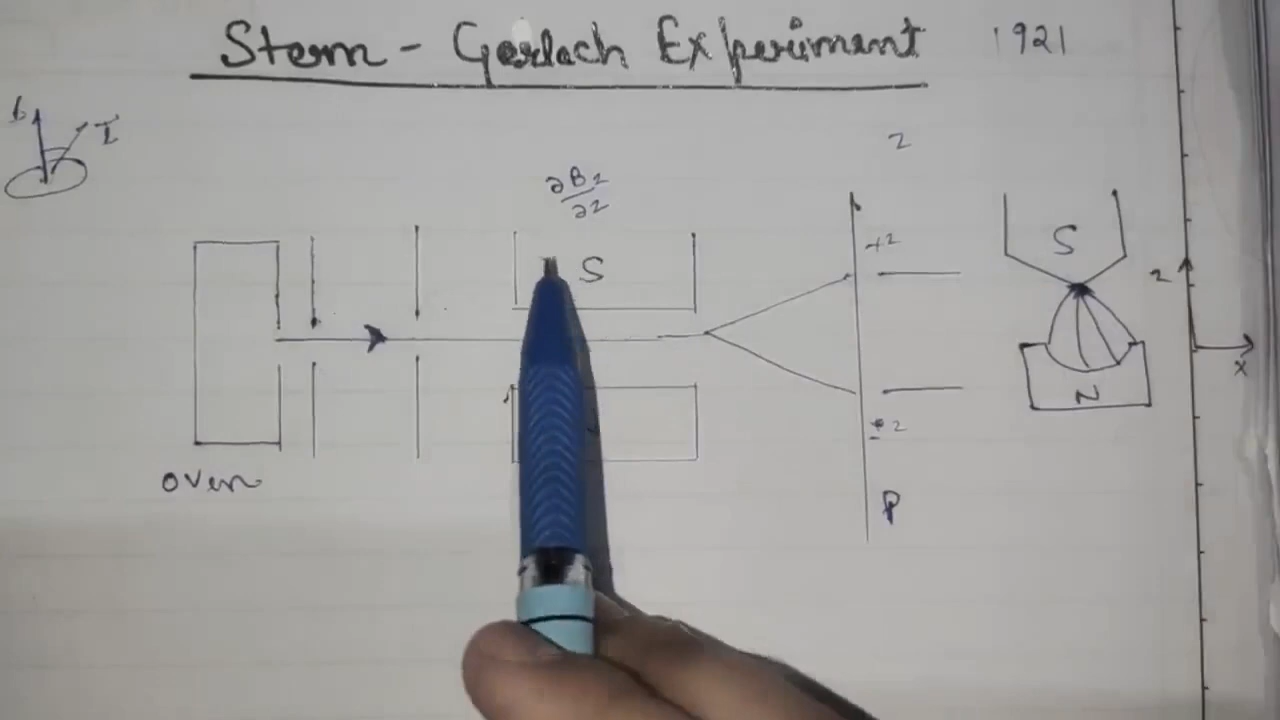 Stern - Gerlach Experiment 1921
L I
z
∂Bz
∂z
S
+z
S
z
x
N
-z
oven
P